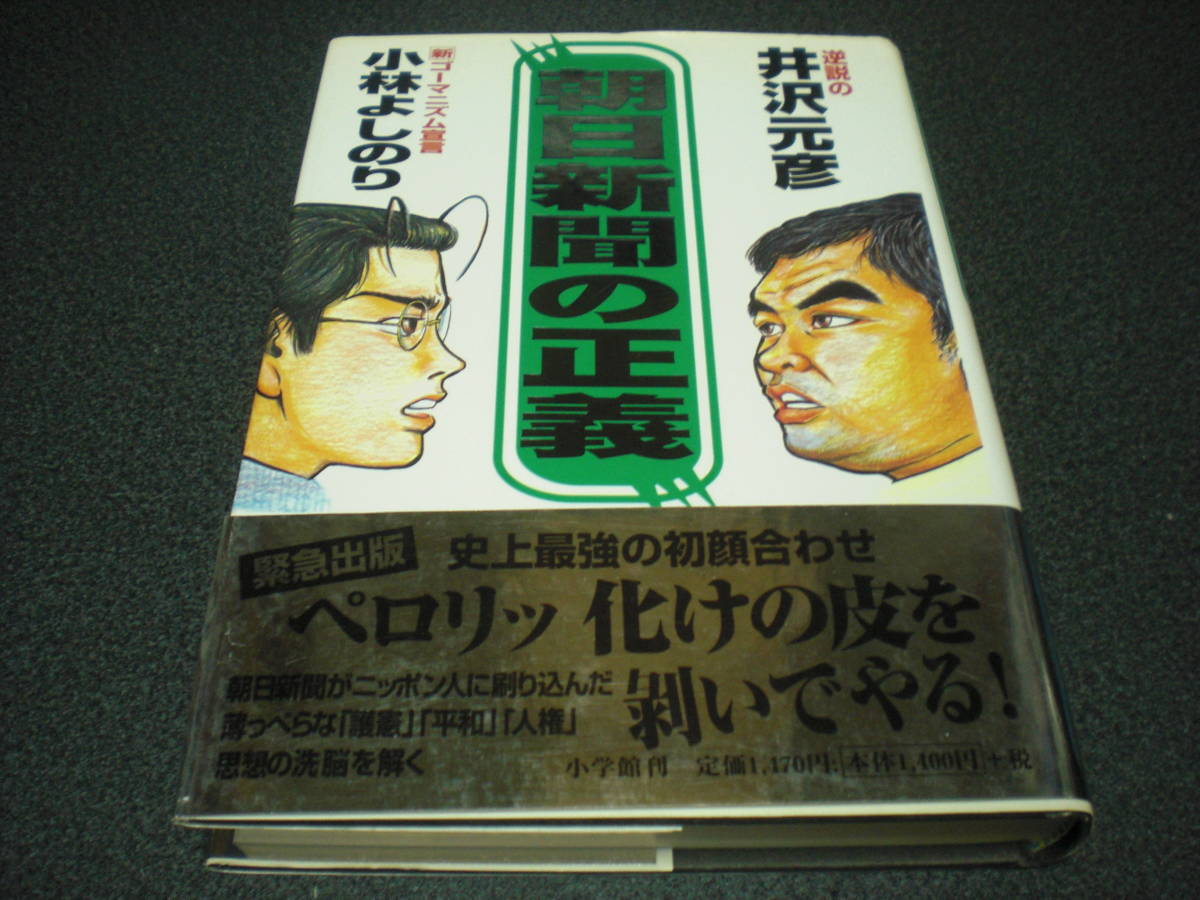 逆説の
井沢元彦
朝日新聞の正義
新ゴーマニズム宣言
小林よしのり
緊急出版
史上最強の初顔合わせ
ペロリッ 化けの皮を
剝いでやる!
朝日新聞がニッポン人に刷り込んだ
薄っぺらな「護憲」「平和」「人権」
思想の洗脳を解く
小学館刊 定価1,470円:[本体1,400円]+税